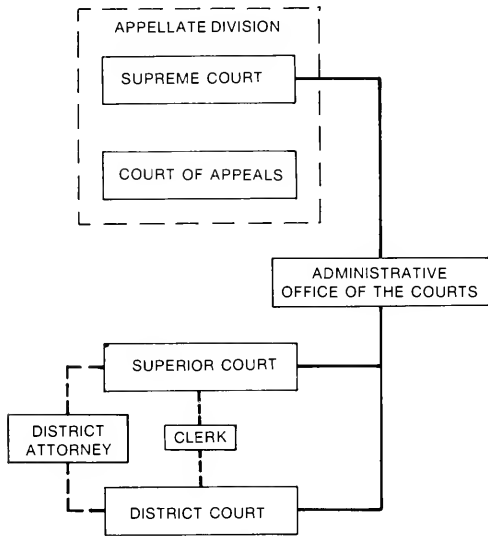 APPELLATE DIVISION
SUPREME COURT
COURT OF APPEALS
ADMINISTRATIVE
OFFICE OF THE COURTS
SUPERIOR COURT
DISTRICT
ATTORNEY
CLERK
DISTRICT COURT